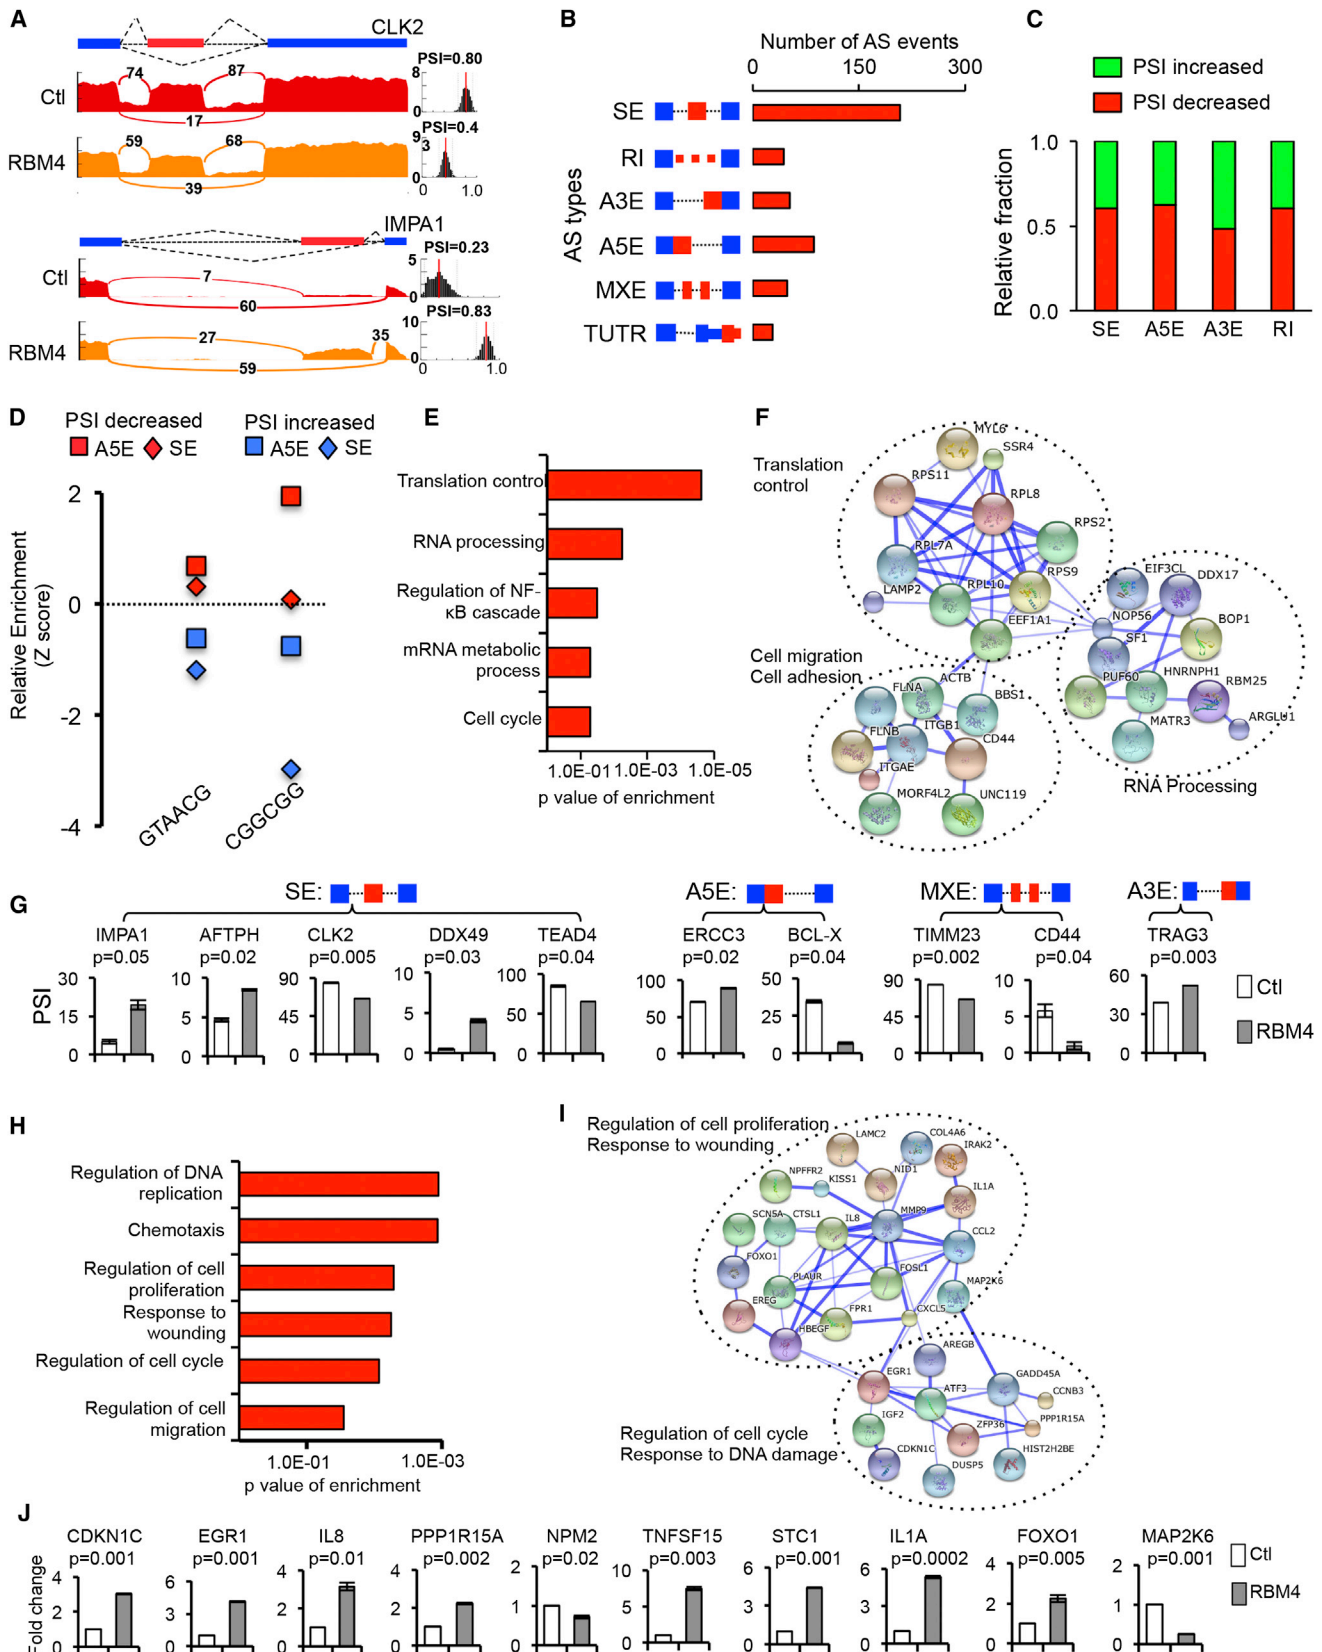 A
CLK2
Ctl
74
87
17
PSI=0.80
8
0
RBM4
59
68
39
PSI=0.4
3
9
0
0
1.0
IMPA1
Ctl
7
60
PSI=0.23
5
0
RBM4
27
35
59
PSI=0.83
10
0
0
1.0
B
Number of AS events
0
150
300
AS types
SE
RI
A3E
A5E
MXE
TUTR
C
PSI increased
PSI decreased
Relative fraction
1.0
0.5
0.0
SE
A5E
A3E
RI
D
PSI decreased
A5E
SE
PSI increased
A5E
SE
Relative Enrichment
(Z score)
2
0
-2
-4
GTAACG
CGGCGG
E
Translation control
RNA processing
Regulation of NF-
κB cascade
mRNA metabolic
process
Cell cycle
1.0E-01
1.0E-03
1.0E-05
p value of enrichment
F
Translation
control
MYL6
SSR4
RPS11
RPL8
RPS2
RPL7A
RPS9
LAMP2
RPL10
EEF1A1
EIF3CL
DDX17
NOP56
BOP1
SF1
PUF60
HNRNPH1
RBM25
MATR3
ARGLU1
RNA Processing
Cell migration
Cell adhesion
FLNA
ACTB
BBS1
FLNB
ITGB1
CD44
ITGAE
MORF4L2
UNC119
G
SE:
A5E:
MXE:
A3E:
PSI
IMPA1
p=0.05
30
15
0
AFTPH
p=0.02
10
5
0
CLK2
p=0.005
90
45
0
DDX49
p=0.03
10
5
0
TEAD4
p=0.04
100
50
0
ERCC3
p=0.02
100
50
0
BCL-X
p=0.04
50
25
0
TIMM23
p=0.002
90
45
0
CD44
p=0.04
10
5
0
TRAG3
p=0.003
60
30
0
Ctl
RBM4
H
Regulation of DNA
replication
Chemotaxis
Regulation of cell
proliferation
Response to
wounding
Regulation of cell cycle
Regulation of cell
migration
1.0E-01
1.0E-03
p value of enrichment
I
Regulation of cell proliferation
Response to wounding
LAMC2
COL4A6
IRAK2
NPFFR2
KISS1
NID1
IL1A
SCN5A
CTSL1
IL8
MMP9
CCL2
FOXO1
PLAUR
FOSL1
MAP2K6
EREG
FPR1
CXCL5
HBEGF
AREGB
EGR1
ATF3
GADD45A
CCNB3
IGF2
ZFP36
PPP1R15A
CDKN1C
DUSP5
HIST2H2BE
Regulation of cell cycle
Response to DNA damage
J
Fold change
CDKN1C
p=0.001
4
2
0
EGR1
p=0.001
6
3
0
IL8
p=0.01
4
2
0
PPP1R15A
p=0.002
4
2
0
NPM2
p=0.02
2
1
0
TNFSF15
p=0.003
10
5
0
STC1
p=0.001
6
3
0
IL1A
p=0.0002
6
3
0
FOXO1
p=0.005
4
2
0
MAP2K6
p=0.001
2
1
0
Ctl
RBM4